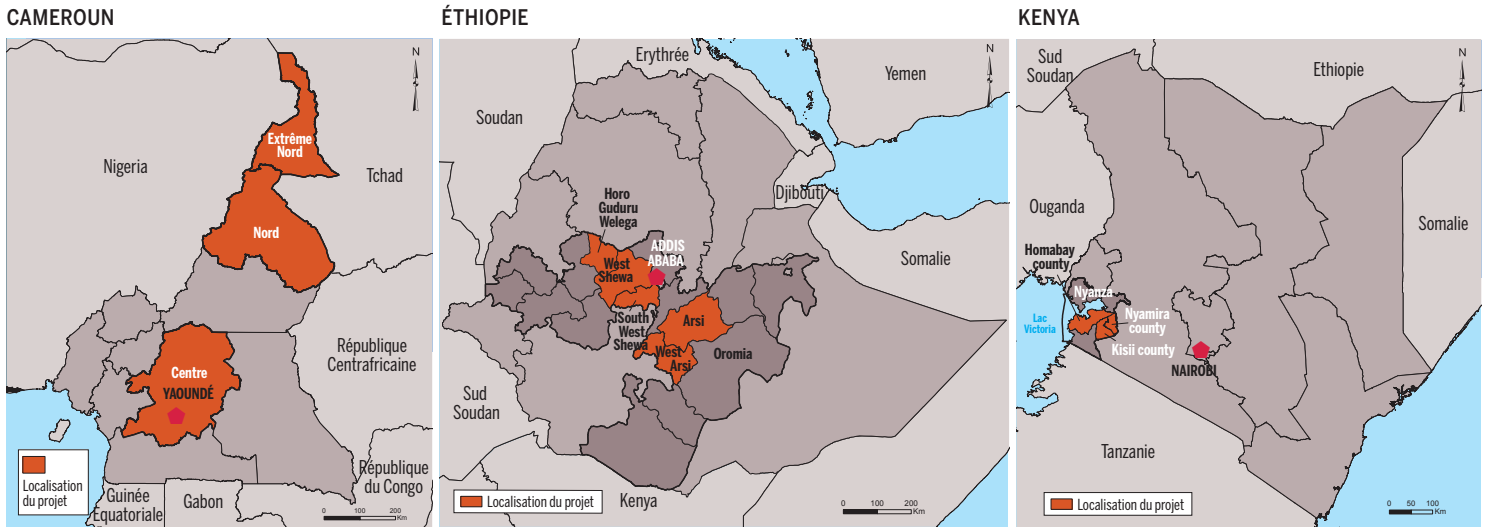 CAMEROUN
N
Extrême
Nord
Nigeria
Tchad
Nord
République
Centrafricaine
Centre
YAOUNDÉ
Localisation
du projet
République
du Congo
Guinée
Equatoriale
Gabon
0 100 200
Km
ÉTHIOPIE
Erythrée
Yemen
N
Soudan
Djibouti
Horo
Guduru
Welega
ADDIS
ABABA
West
Shewa
Somalie
South
West
Shewa
Arsi
West
Arsi
Oromia
Sud
Soudan
Kenya
Localisation du projet
0 100 200
Km
KENYA
Sud
Soudan
Ethiopie
N
Ouganda
Somalie
Homabay
county
Nyanza
Lac
Victoria
Nyamira
county
Kisii county
NAIROBI
Tanzanie
Localisation du projet
0 50 100
Km